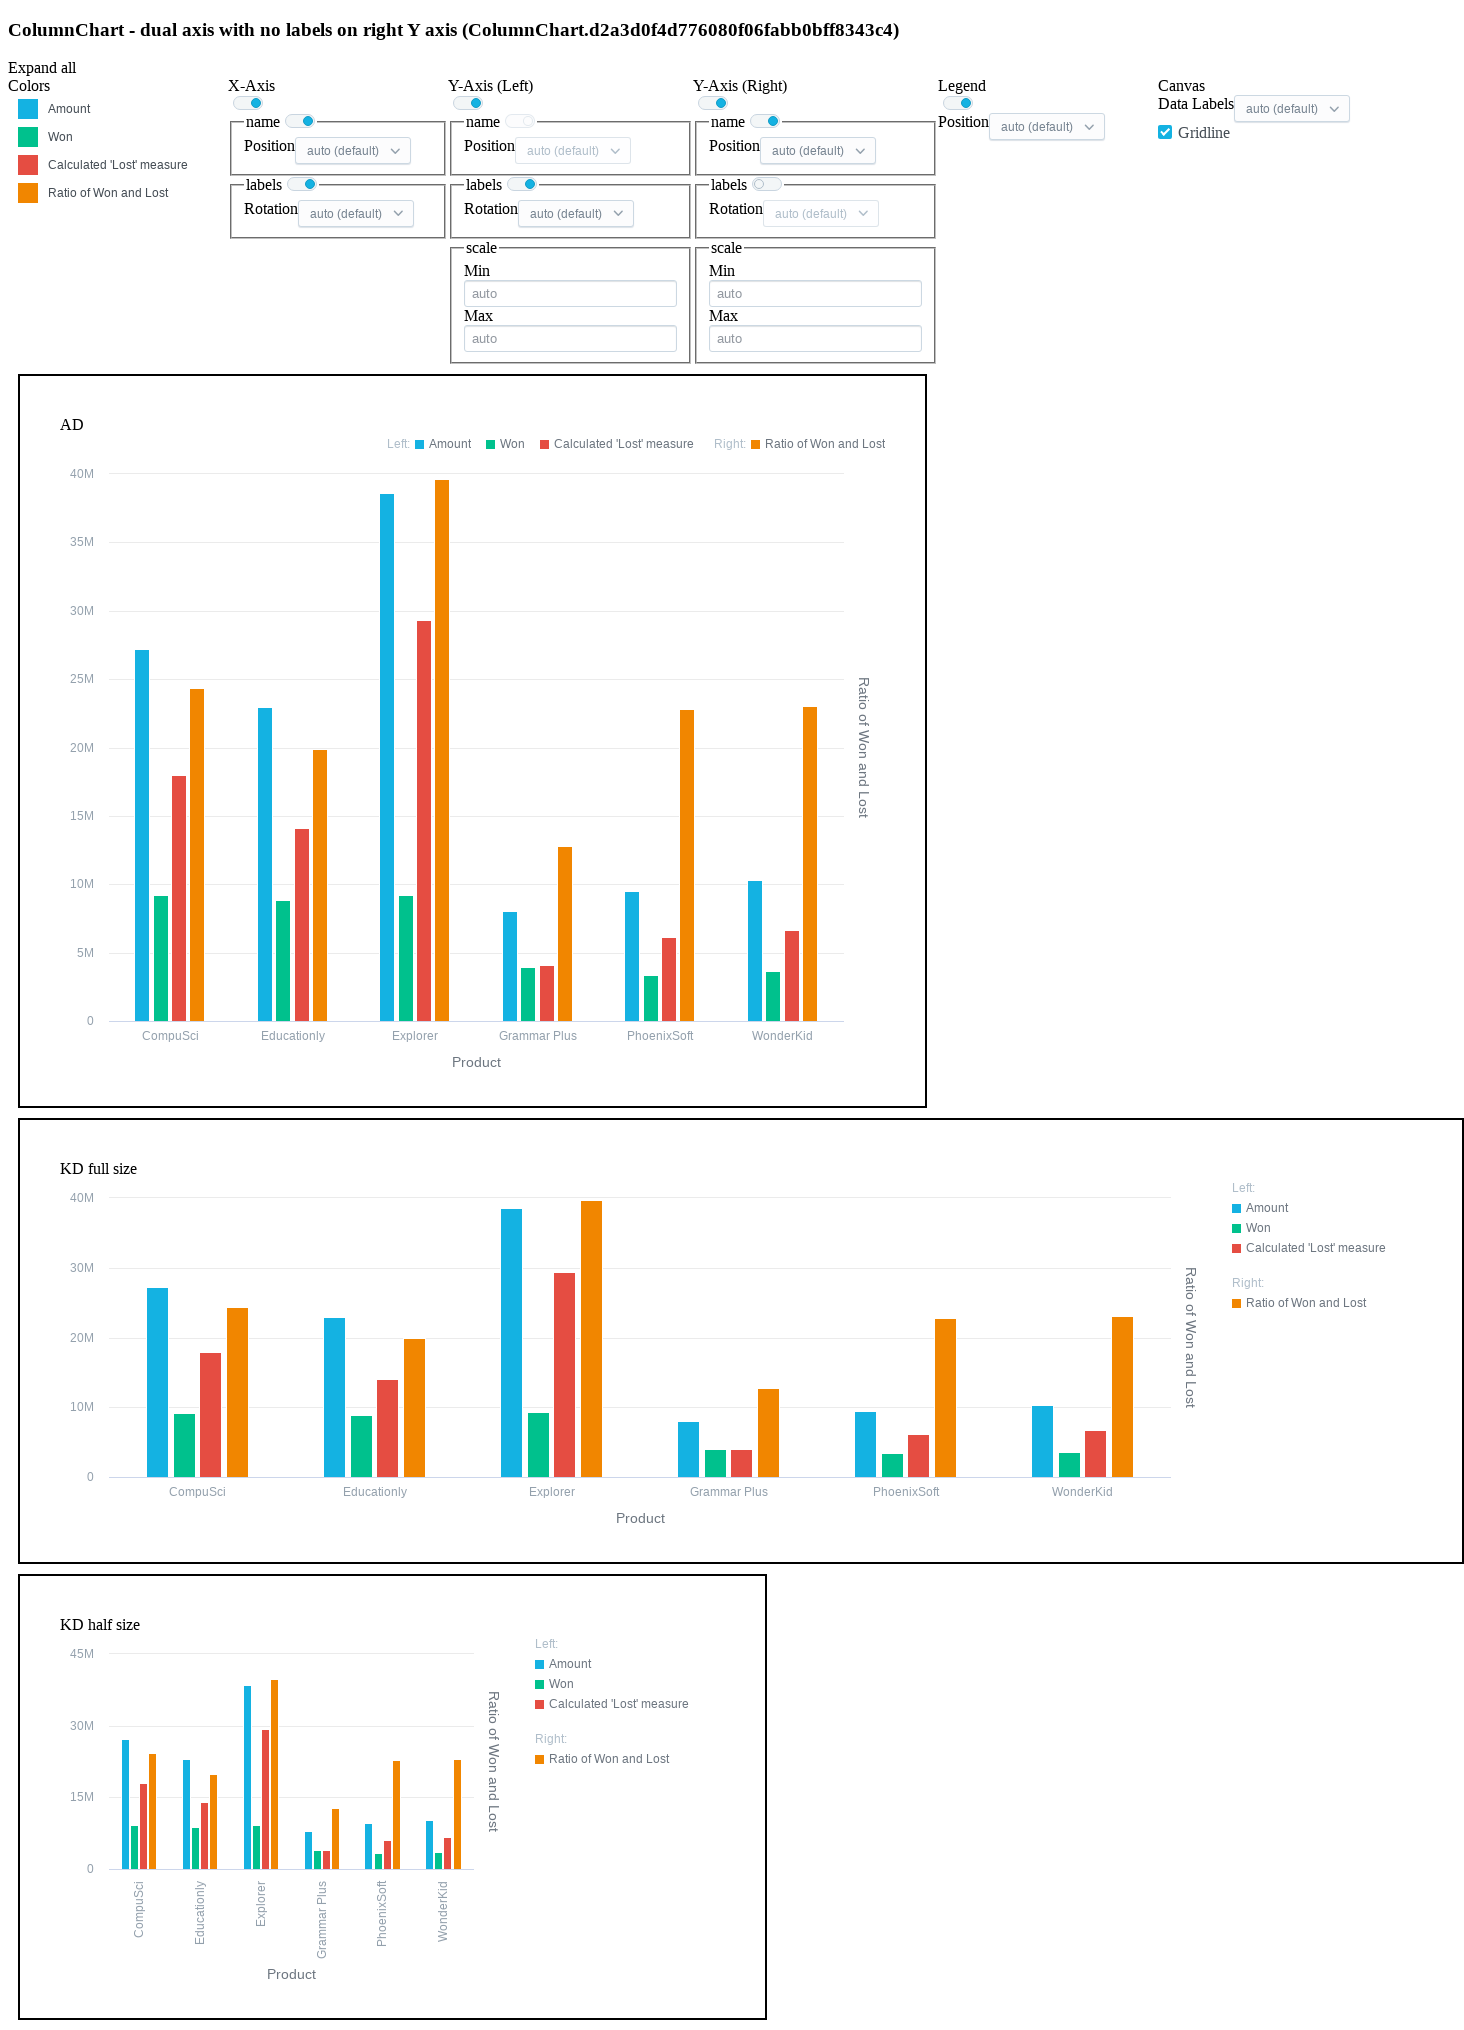 ColumnChart - dual axis with no labels on right Y axis (ColumnChart.d2a3d0f4d776080f06fabb0bff8343c4)
Expand all
Colors
Amount
Won
Calculated 'Lost' measure
Ratio of Won and Lost
X-Axis
name
Position auto (default)
labels
Rotation auto (default)
Y-Axis (Left)
name
Position auto (default)
labels
Rotation auto (default)
scale
Min
auto
Max
auto
Y-Axis (Right)
name
Position auto (default)
labels
Rotation auto (default)
scale
Min
auto
Max
auto
Legend
Position auto (default)
Canvas
Data Labels auto (default)
Gridline
AD
Left: Amount Won Calculated 'Lost' measure Right: Ratio of Won and Lost
40M
35M
30M
25M
20M
15M
10M
5M
0
Ratio of Won and Lost
CompuSci Educationly Explorer Grammar Plus PhoenixSoft WonderKid
Product
KD full size
40M
30M
20M
10M
0
Ratio of Won and Lost
CompuSci Educationly Explorer Grammar Plus PhoenixSoft WonderKid
Product
Left:
Amount
Won
Calculated 'Lost' measure
Right:
Ratio of Won and Lost
KD half size
45M
30M
15M
0
Ratio of Won and Lost
CompuSci
Educationly
Explorer
Grammar Plus
PhoenixSoft
WonderKid
Product
Left:
Amount
Won
Calculated 'Lost' measure
Right:
Ratio of Won and Lost